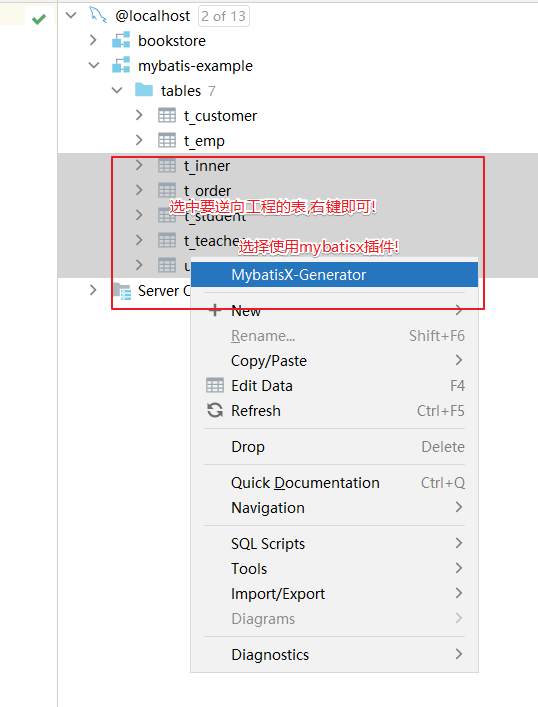 @localhost 2 of 13
bookstore
mybatis-example
tables 7
t_customer
t_emp
t_inner
t_order
选中要逆向工程的表,右键即可!
t_student
t_teache
选择使用mybatisx插件!
u
MybatisX-Generator
Server C
New
Rename... Shift+F6
Copy/Paste
Edit Data F4
Refresh Ctrl+F5
Drop Delete
Quick Documentation Ctrl+Q
Navigation
SQL Scripts
Tools
Import/Export
Diagrams
Diagnostics